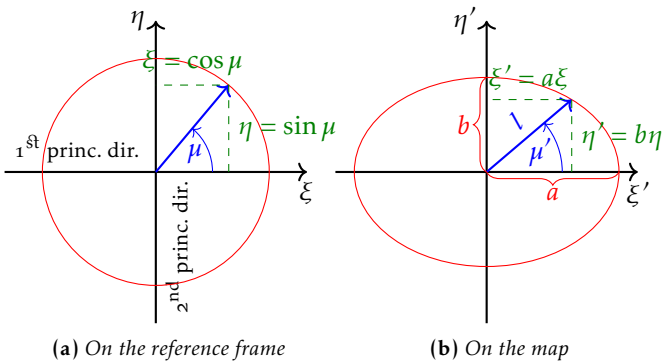 η
ξ = cos μ
η = sin μ
μ
1st princ. dir.
ξ
2nd princ. dir.
(a) On the reference frame
η′
ξ′ = aξ
b
l
η′ = bη
μ′
a
ξ′
(b) On the map